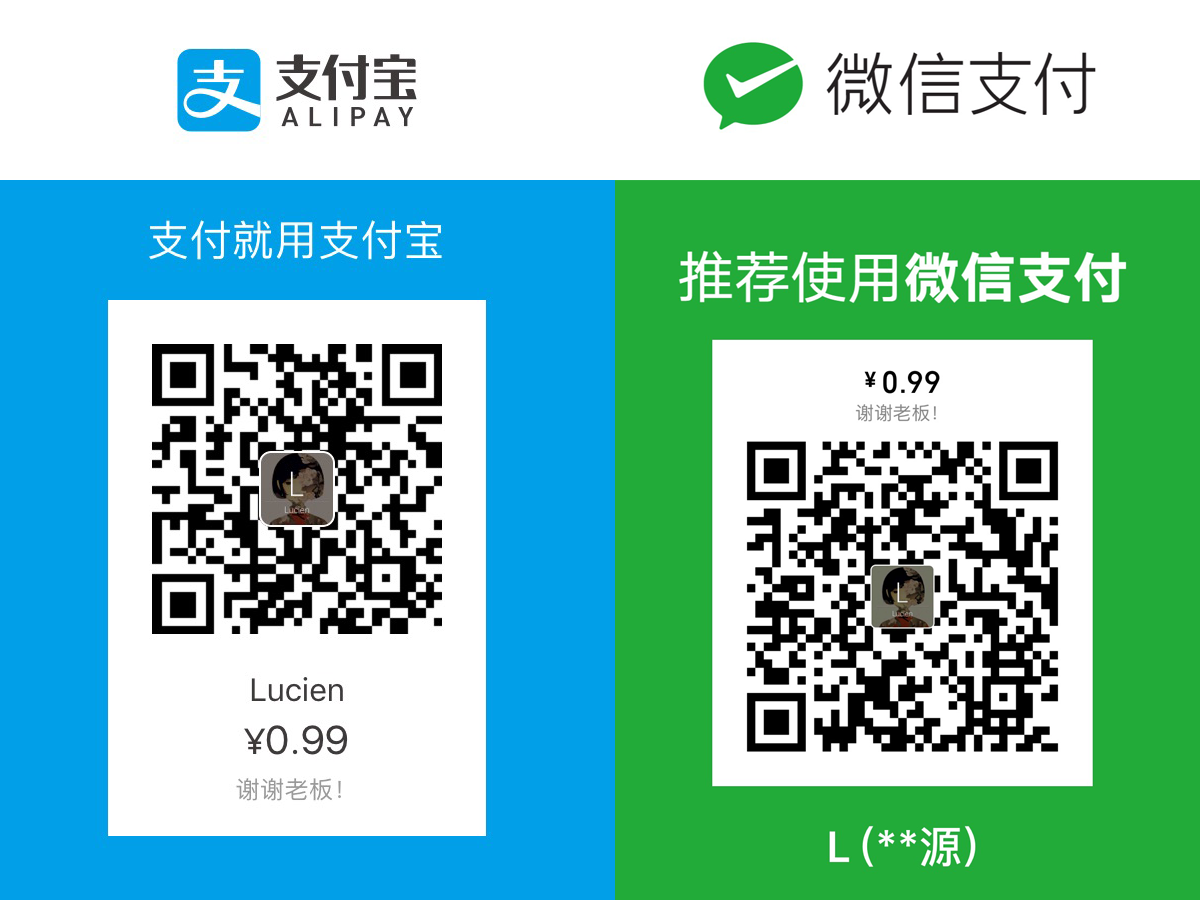 支 支付宝
ALIPAY
支付就用支付宝
L
Lucien
Lucien
¥0.99
谢谢老板！
微信支付
推荐使用微信支付
¥0.99
谢谢老板！
L
Lucien
L (**源)